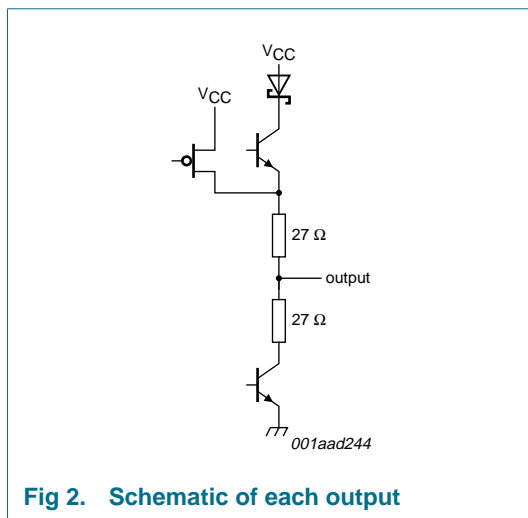 VCC
VCC
27 Ω
output
27 Ω
001aad244
Fig 2. Schematic of each output